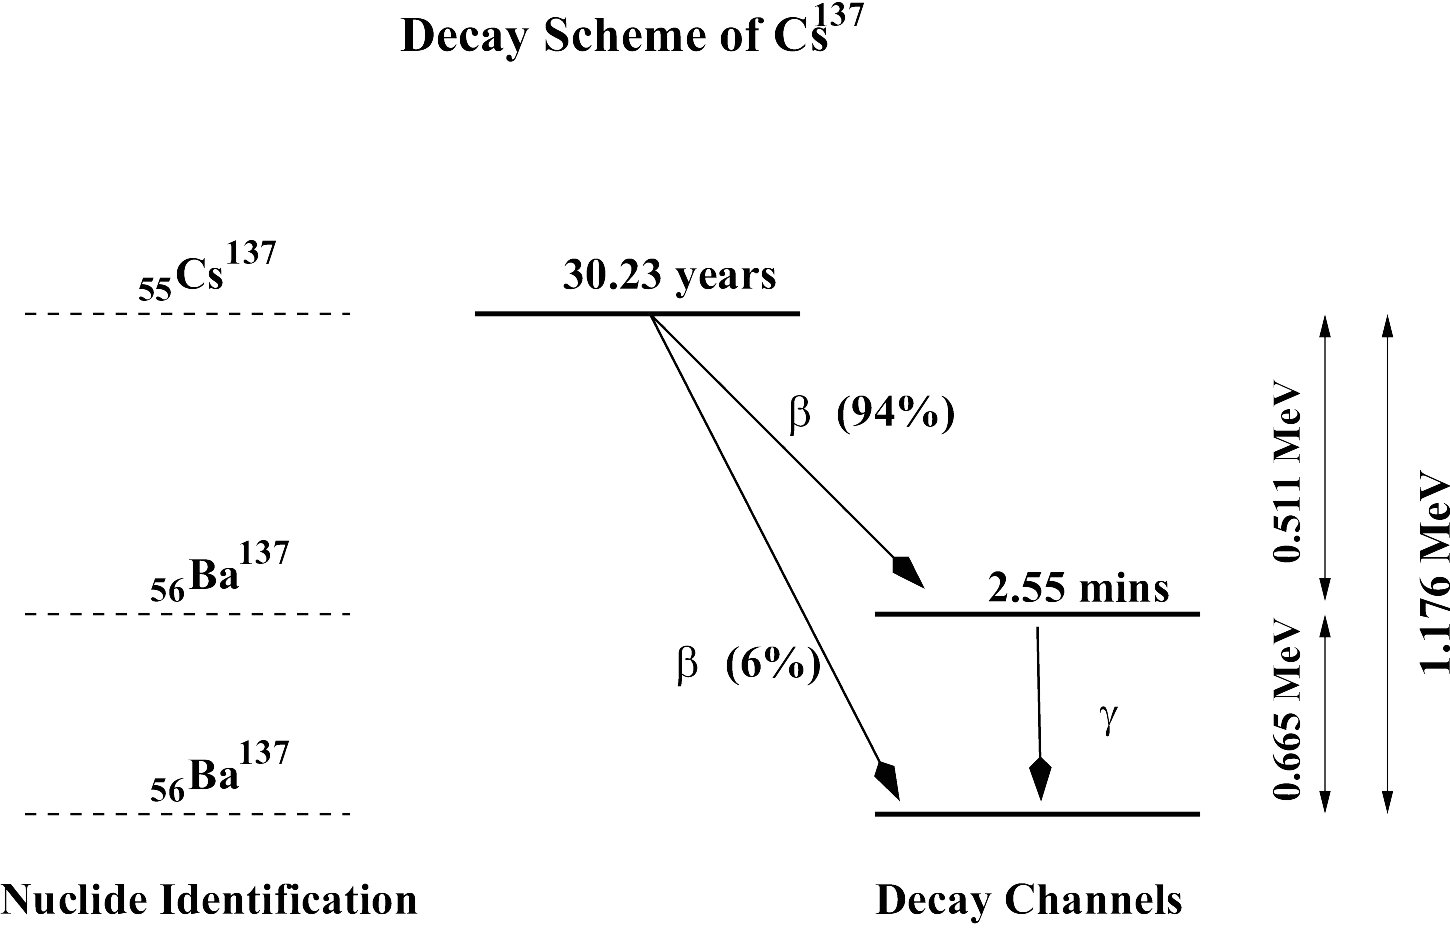 Decay Scheme of Cs¹³⁷
₅₅Cs¹³⁷
30.23 years
β (94%)
0.511 MeV
1.176 MeV
₅₆Ba¹³⁷
2.55 mins
β (6%)
γ
0.665 MeV
₅₆Ba¹³⁷
Nuclide Identification
Decay Channels